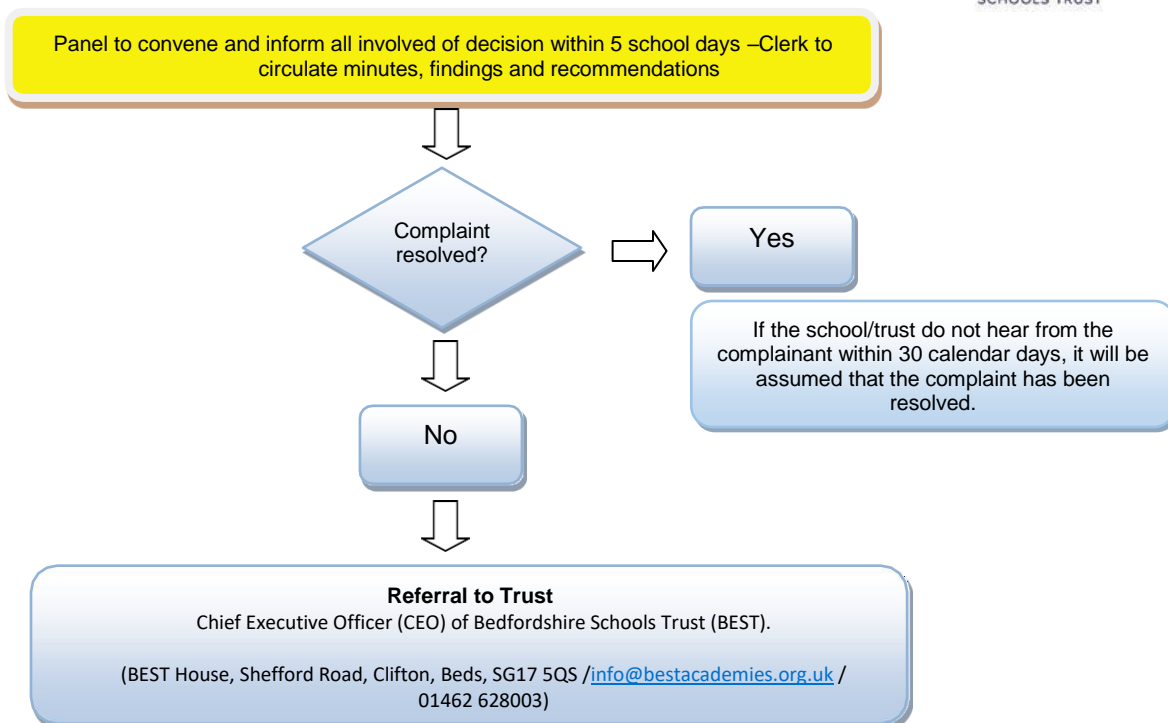 SCHOOLS TRUST
Panel to convene and inform all involved of decision within 5 school days –Clerk to
circulate minutes, findings and recommendations
Complaint
resolved?
Yes
If the school/trust do not hear from the
complainant within 30 calendar days, it will be
assumed that the complaint has been
resolved.
No
Referral to Trust
Chief Executive Officer (CEO) of Bedfordshire Schools Trust (BEST).
(BEST House, Shefford Road, Clifton, Beds, SG17 5QS /info@bestacademies.org.uk /
01462 628003)